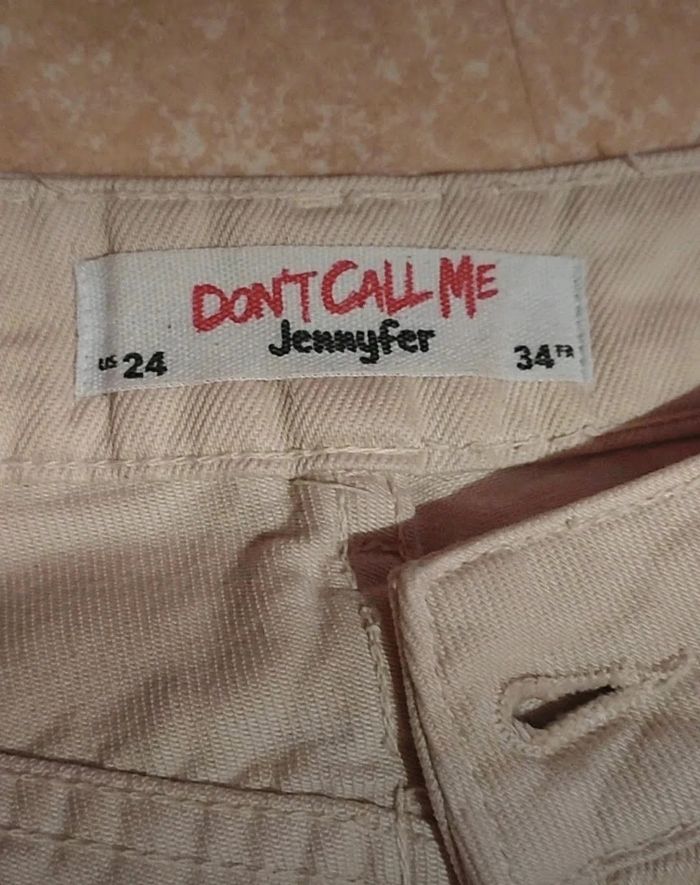 DON'T CALL ME
Jennyfer
US 24
34 FR